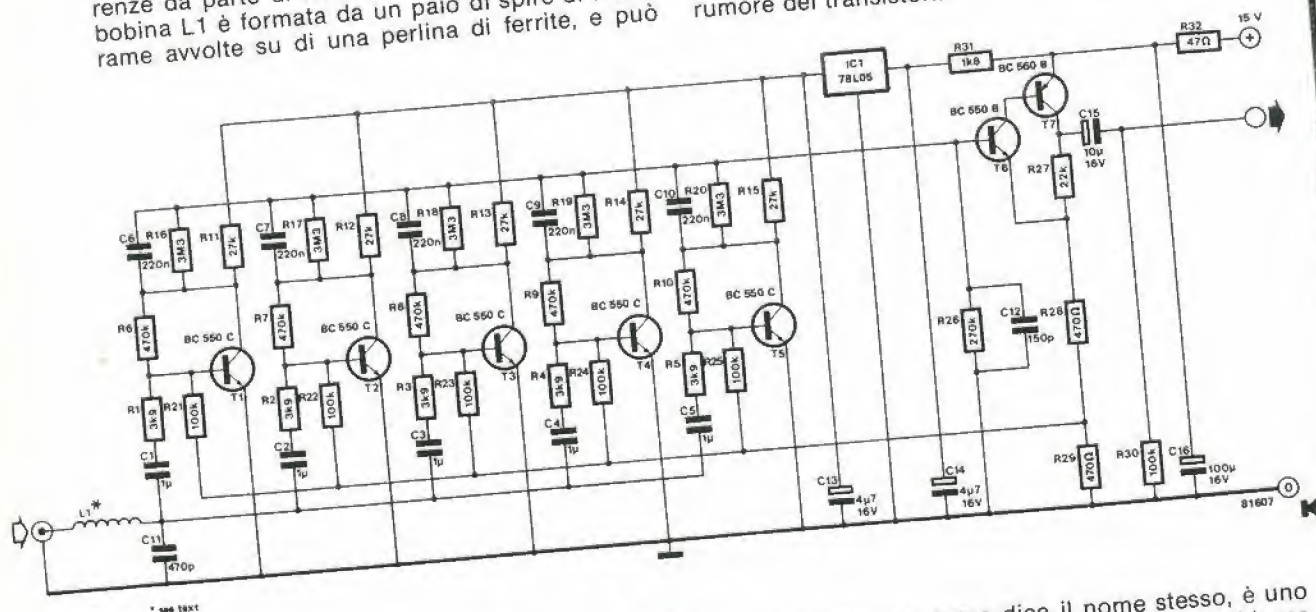 bobina L1 è formata da un paio di spire di
rame avvolte su di una perlina di ferrite, e può
R32
47Ω
15 V
IC1
78L05
R31
1k8
BC 560 B
T7
BC 550 B
T6
C15
10µ
16V
R27
22k
C6
220n
R16
3M3
R11
27k
C7
220n
R17
3M3
R12
27k
C8
220n
R18
3M3
R13
27k
C9
220n
R19
3M3
R14
27k
C10
220n
R20
3M3
R15
27k
R6
470k
BC 550 C
T1
R7
470k
BC 550 C
T2
R8
470k
BC 550 C
T3
R9
470k
BC 550 C
T4
R10
470k
BC 550 C
T5
R1
3k9
R21
100k
C1
1µ
R2
3k9
R22
100k
C2
1µ
R3
3k9
R23
100k
C3
1µ
R4
3k9
R24
100k
C4
1µ
R5
3k9
R25
100k
C5
1µ
R26
270k
C12
150p
R28
470Ω
R29
470Ω
R30
100k
C16
100µ
16V
C13
4µ7
16V
C14
4µ7
16V
L1*
C11
470p
0
81607
* see text
dice il nome stesso, è uno